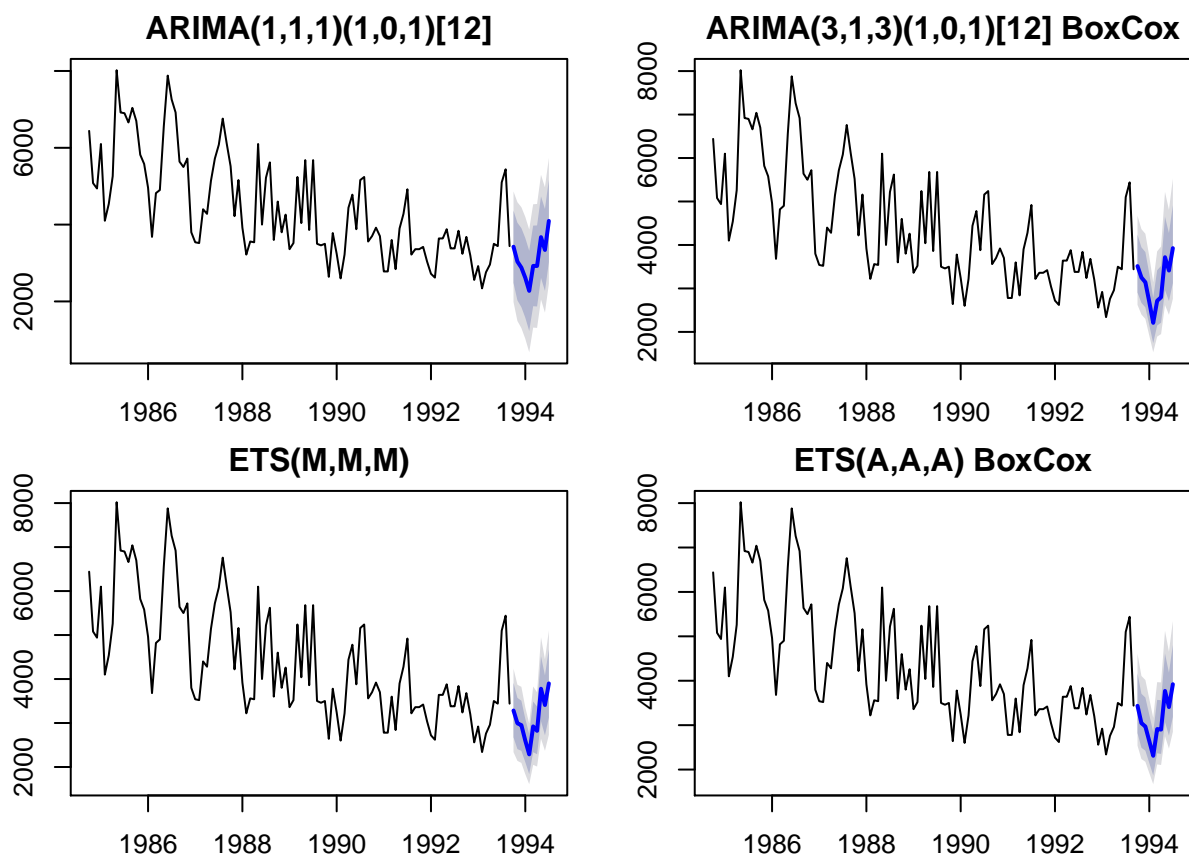 ARIMA(1,1,1)(1,0,1)[12]
2000 4000 6000
1986 1988 1990 1992 1994
ARIMA(3,1,3)(1,0,1)[12] BoxCox
2000 4000 6000 8000
1986 1988 1990 1992 1994
ETS(M,M,M)
2000 4000 6000 8000
1986 1988 1990 1992 1994
ETS(A,A,A) BoxCox
2000 4000 6000 8000
1986 1988 1990 1992 1994